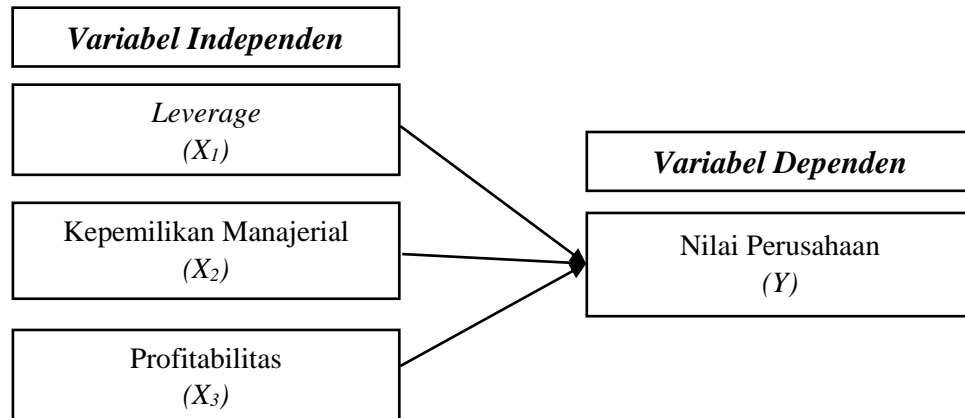 Variabel Independen
Leverage
(X₁)
Kepemilikan Manajerial
(X₂)
Profitabilitas
(X₃)
Variabel Dependen
Nilai Perusahaan
(Y)